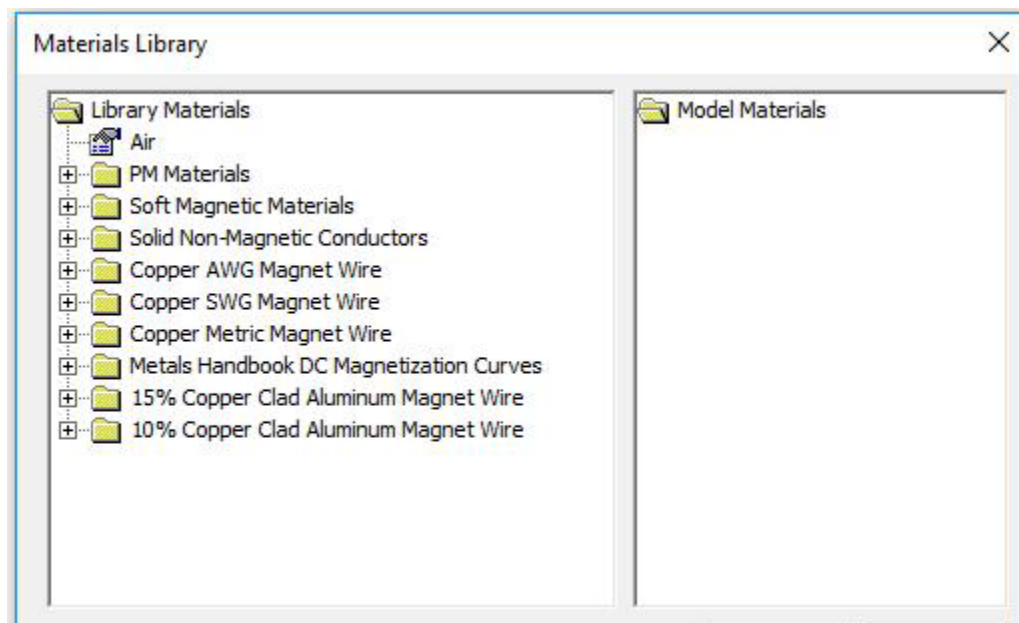 Materials Library
Library Materials
Air
PM Materials
Soft Magnetic Materials
Solid Non-Magnetic Conductors
Copper AWG Magnet Wire
Copper SWG Magnet Wire
Copper Metric Magnet Wire
Metals Handbook DC Magnetization Curves
15% Copper Clad Aluminum Magnet Wire
10% Copper Clad Aluminum Magnet Wire
Model Materials